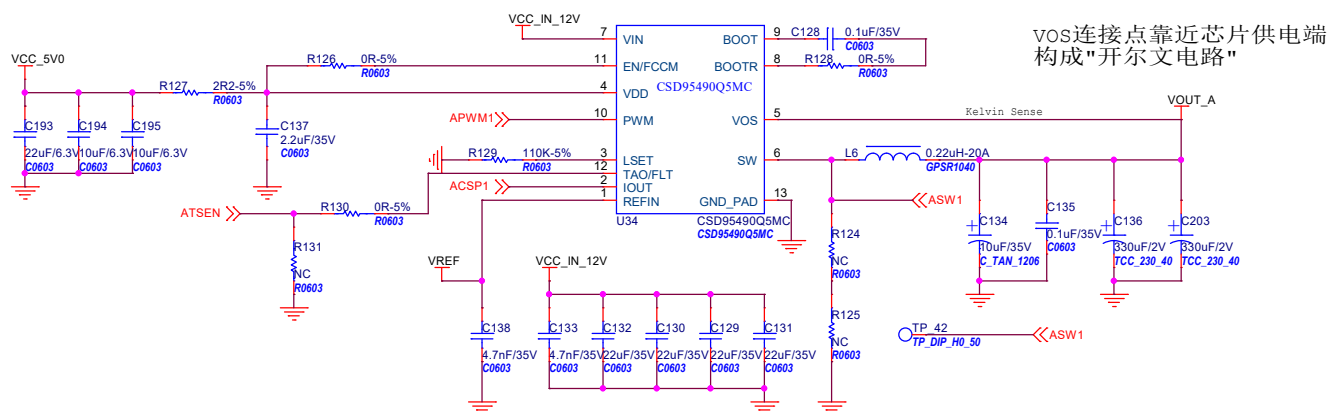 VOS连接点靠近芯片供电端
构成"开尔文电路"
VCC_IN_12V
VCC_5V0
R126
0R-5%
R0603
R127
2R2-5%
R0603
C193
22uF/6.3V
C0603
C194
10uF/6.3V
C0603
C195
10uF/6.3V
C0603
C137
2.2uF/35V
C0603
APWM1
R129
110K-5%
R0603
ACSP1
ATSEN
R130
0R-5%
R0603
R131
NC
R0603
7
VIN
11
EN/FCCM
4
VDD
10
PWM
3
LSET
12
TAO/FLT
2
IOUT
1
REFIN
CSD95490Q5MC
BOOT
9
BOOTR
8
VOS
5
SW
6
GND_PAD
13
U34
CSD95490Q5MC
CSD95490Q5MC
C128
0.1uF/35V
C0603
R128
0R-5%
R0603
Kelvin Sense
VOUT_A
L6
0.22uH-20A
GPSR1040
ASW1
R124
NC
R0603
R125
NC
R0603
C134
10uF/35V
C_TAN_1206
C135
0.1uF/35V
C0603
C136
330uF/2V
TCC_230_40
C203
330uF/2V
TCC_230_40
TP_42
TP_DIP_H0_50
ASW1
VREF
C138
4.7nF/35V
C0603
VCC_IN_12V
C133
4.7nF/35V
C0603
C132
22uF/35V
C0603
C130
22uF/35V
C0603
C129
22uF/35V
C0603
C131
22uF/35V
C0603